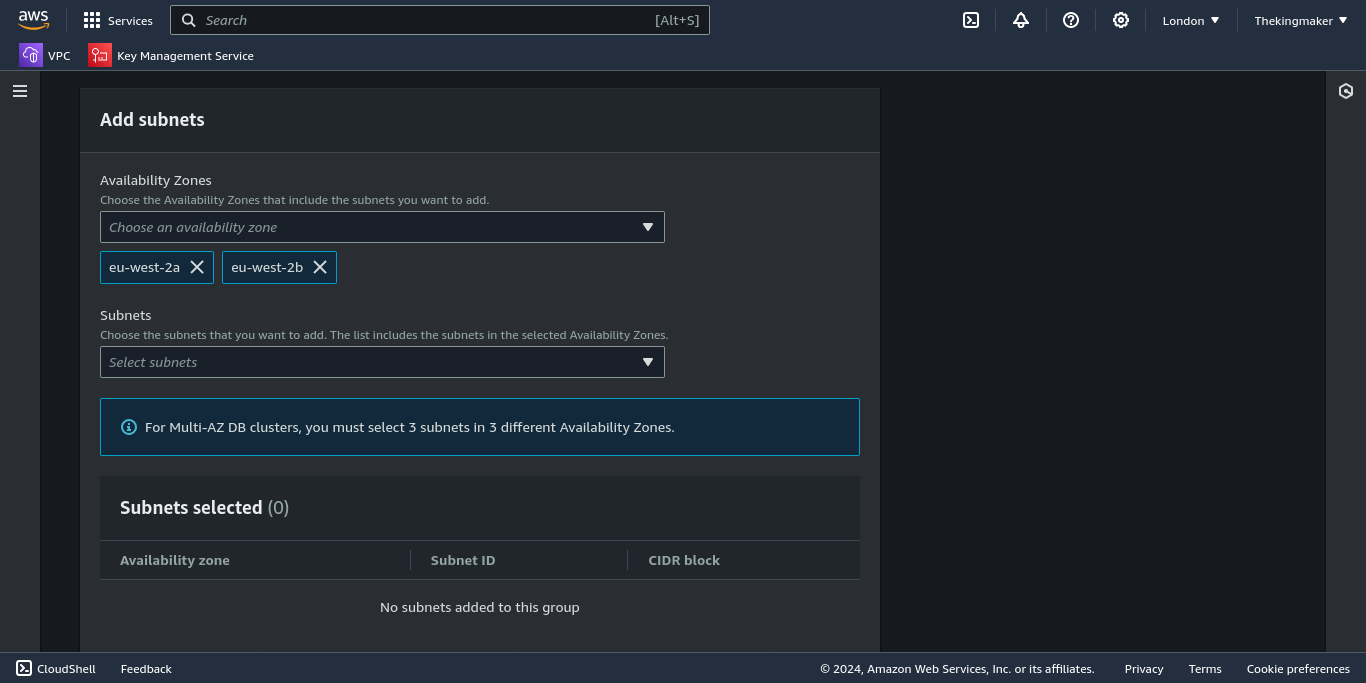 aws Services Search [Alt+S] London Thekingmaker
VPC Key Management Service
Add subnets
Availability Zones
Choose the Availability Zones that include the subnets you want to add.
Choose an availability zone
eu-west-2a eu-west-2b
Subnets
Choose the subnets that you want to add. The list includes the subnets in the selected Availability Zones.
Select subnets
For Multi-AZ DB clusters, you must select 3 subnets in 3 different Availability Zones.
Subnets selected (0)
Availability zone Subnet ID CIDR block
No subnets added to this group
CloudShell Feedback © 2024, Amazon Web Services, Inc. or its affiliates. Privacy Terms Cookie preferences